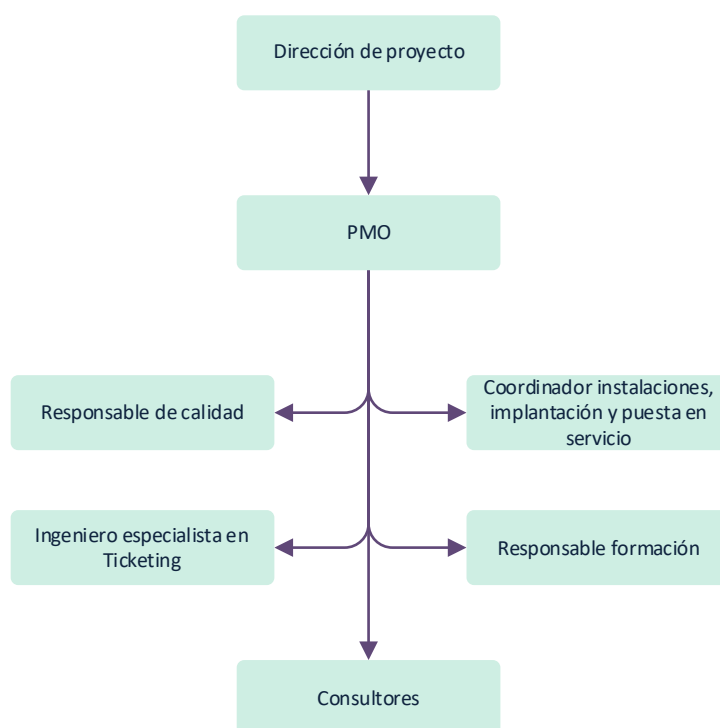 Dirección de proyecto
PMO
Responsable de calidad
Coordinador instalaciones,
implantación y puesta en
servicio
Ingeniero especialista en
Ticketing
Responsable formación
Consultores